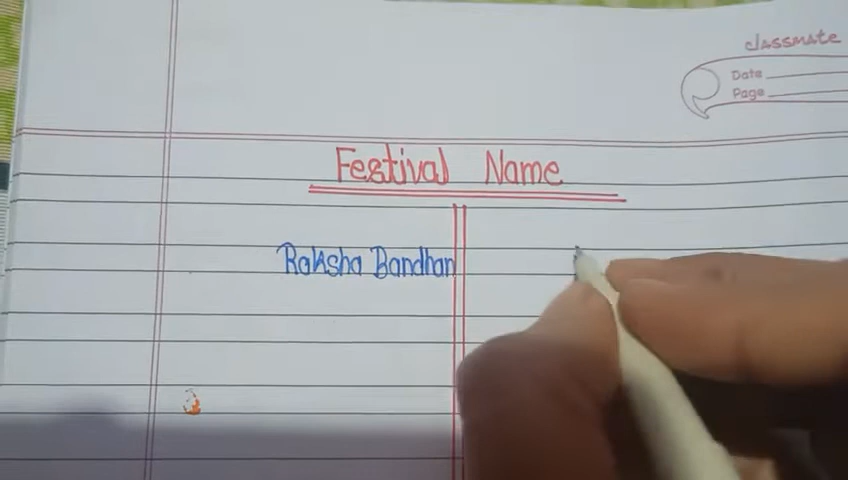 classmate
Date
Page
Festival Name
Raksha Bandhan